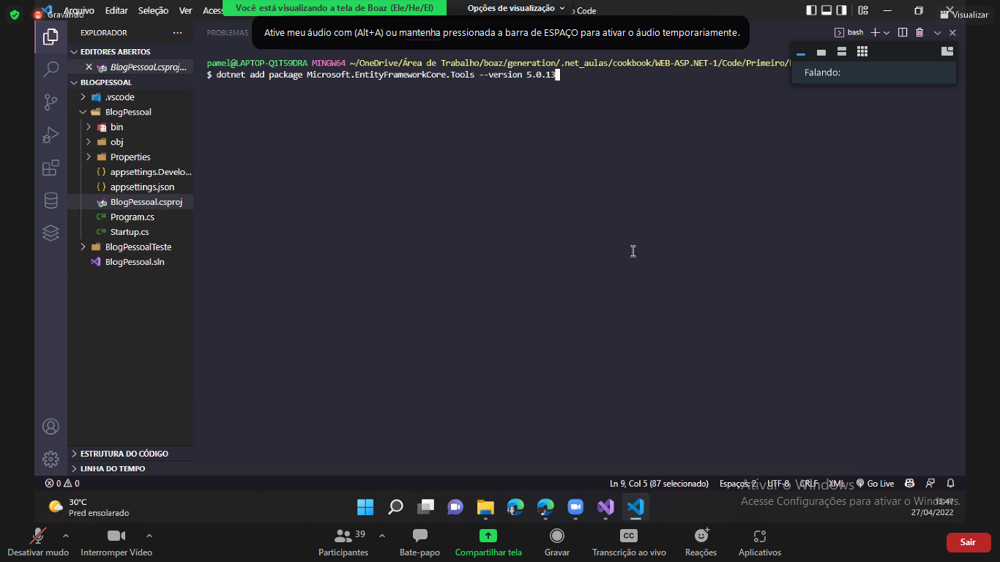 Gravando
Arquivo Editar Seleção Ver
Você está visualizando a tela de Boaz (Ele/He/El)
Opções de visualização
Code
Visualizar
Ative meu áudio com (Alt+A) ou mantenha pressionada a barra de ESPAÇO para ativar o áudio temporariamente.
EXPLORADOR
PROBLEMAS
bash
EDITORES ABERTOS
BlogPessoal.csproj...
BLOGPESSOAL
.vscode
BlogPessoal
bin
obj
Properties
appsettings.Develo...
appsettings.json
BlogPessoal.csproj
Program.cs
Startup.cs
BlogPessoalTeste
BlogPessoal.sln
pamel@LAPTOP-Q1T59DRA MINGW64 ~/OneDrive/Área de Trabalho/boaz/generation/.net_aulas/cookbook/WEB-ASP.NET-1/Code/Primeiro/
$ dotnet add package Microsoft.EntityFrameworkCore.Tools --version 5.0.13
Falando:
ESTRUTURA DO CÓDIGO
LINHA DO TEMPO
0 0
Ln 9, Col 5 (87 selecionado) Espaços: 2 UTF-8 CRLF XML Go Live
Ativar o Windows
Acesse Configurações para ativar o Windows.
30°C
Pred ensolarado
15:47
27/04/2022
Desativar mudo
Interromper Vídeo
39
Participantes
Bate-papo
Compartilhar tela
Gravar
CC
Transcrição ao vivo
Reações
Aplicativos
Sair